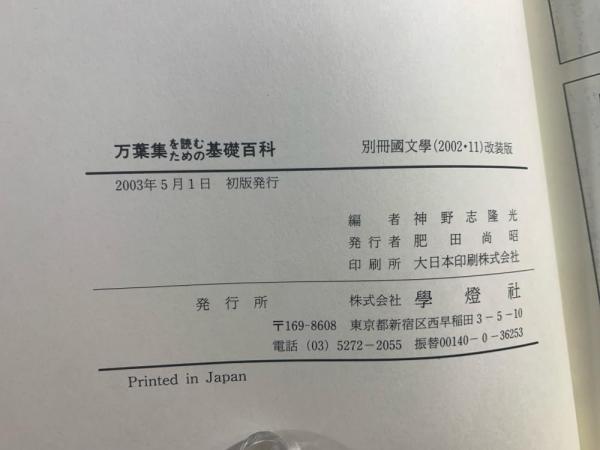 万葉集を読むための基礎百科 別冊國文學(2002・11)改装版
2003年5月1日 初版発行
編者 神野志隆光
発行者 肥田尚昭
印刷所 大日本印刷株式会社
発行所 株式会社 學燈社
〒169-8608 東京都新宿区西早稲田3-5-10
電話 (03) 5272-2055 振替00140-0-36253
Printed in Japan